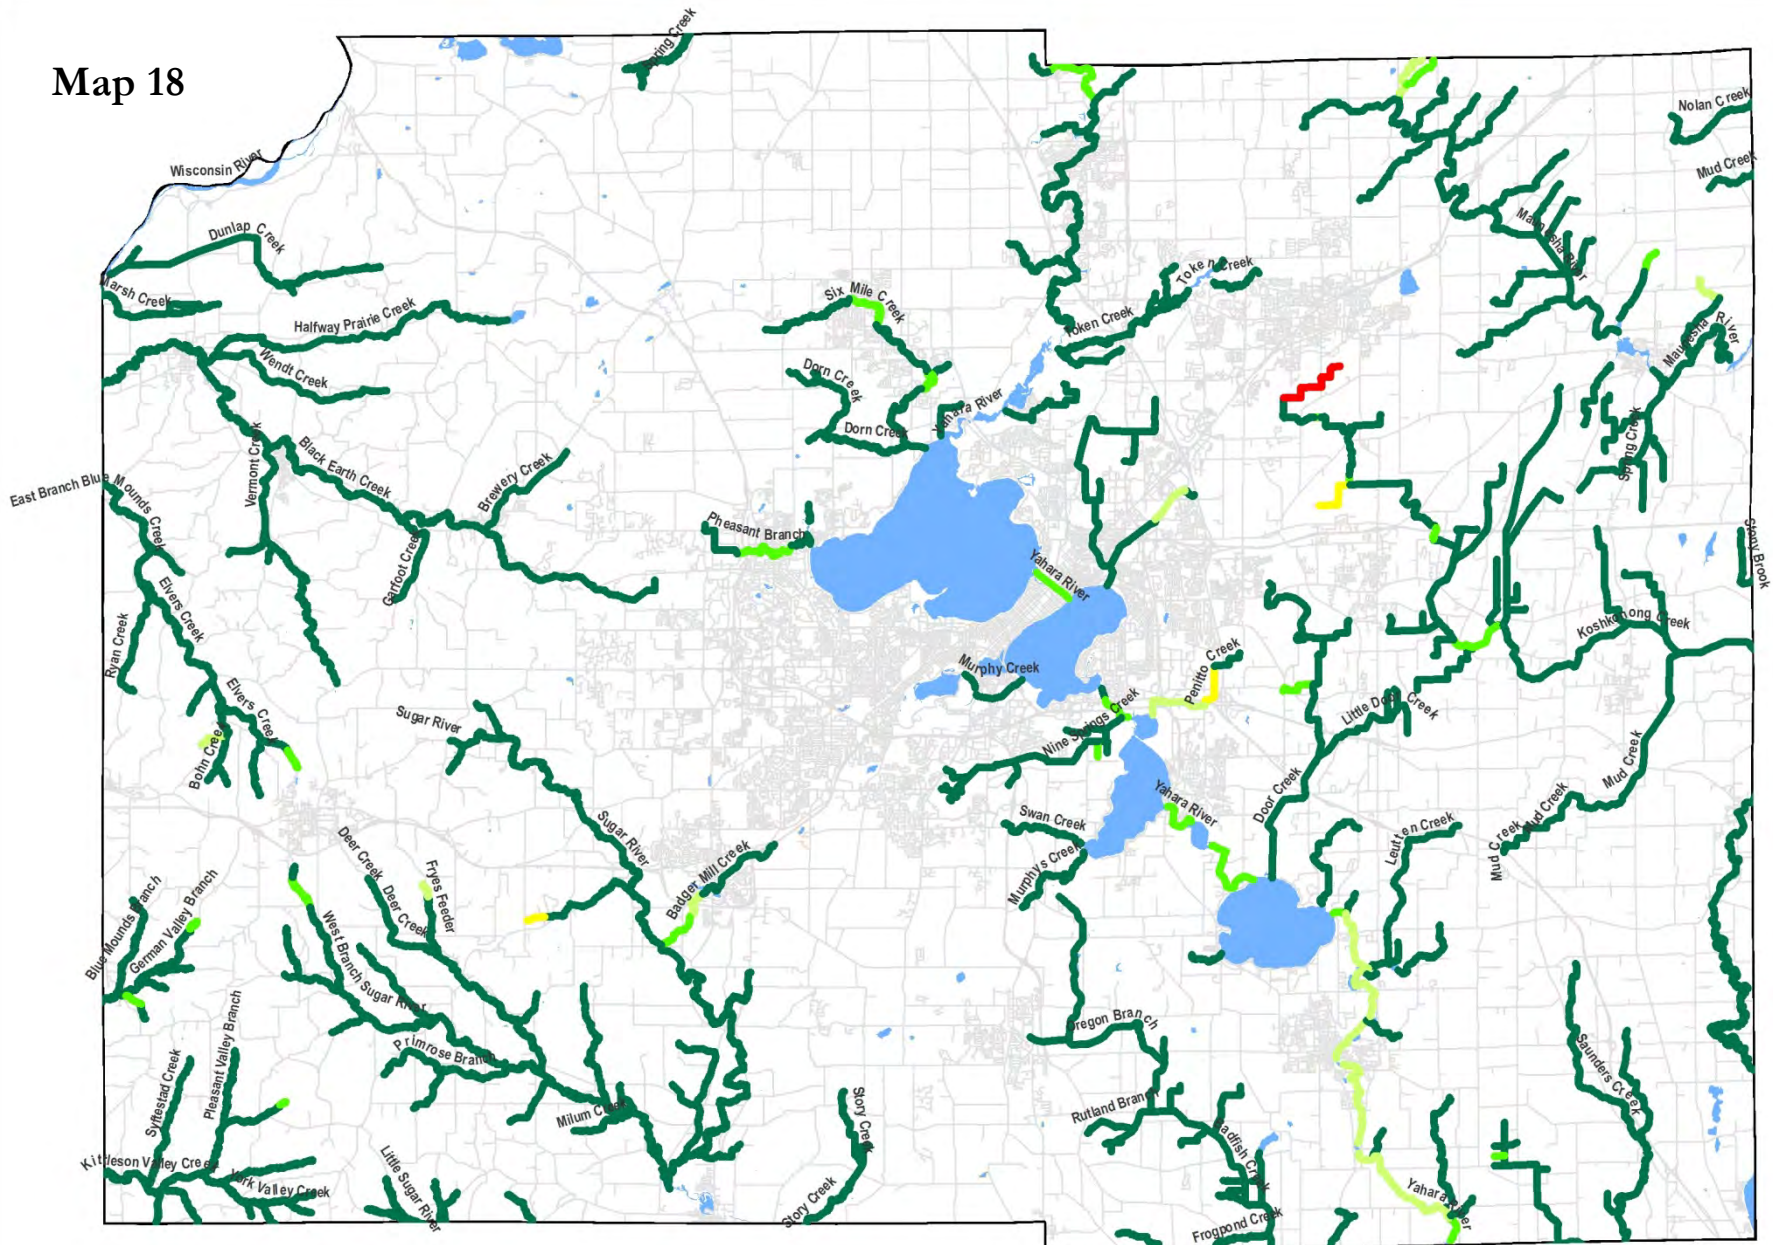 Map 18
Spring Creek
Nolan Creek
Mud Creek
Wisconsin River
Dunlap Creek
Marsh Creek
Halfway Prairie Creek
Wendt Creek
Six Mile Creek
Token Creek
Token Creek
Maunesha River
Maunesha River
Dorn Creek
Dorn Creek
Yahara River
Spring Creek
Vermont Creek
Black Earth Creek
Brewery Creek
East Branch Blue Mounds Creek
Garfoot Creek
Pheasant Branch
Yahara River
Stony Brook
Elvers Creek
Ryan Creek
Koshkonong Creek
Murphy Creek
Penitto Creek
Elvers Creek
Sugar River
Bohn Creek
Nine Springs Creek
Little Door Creek
Mud Creek
Door Creek
Yahara River
Swan Creek
Murphys Creek
Leuten Creek
Mud Creek
Mud Creek
Sugar River
Badger Mill Creek
Deer Creek
Deer Creek
Fryes Feeder
Blue Mounds Branch
German Valley Branch
West Branch Sugar River
Primrose Branch
Pleasant Valley Branch
Syftestad Creek
Milum Creek
Story Creek
Story Creek
Oregon Branch
Rutland Branch
Badfish Creek
Saunders Creek
Kittleson Valley Creek
York Valley Creek
Little Sugar River
Yahara River
Frogpond Creek